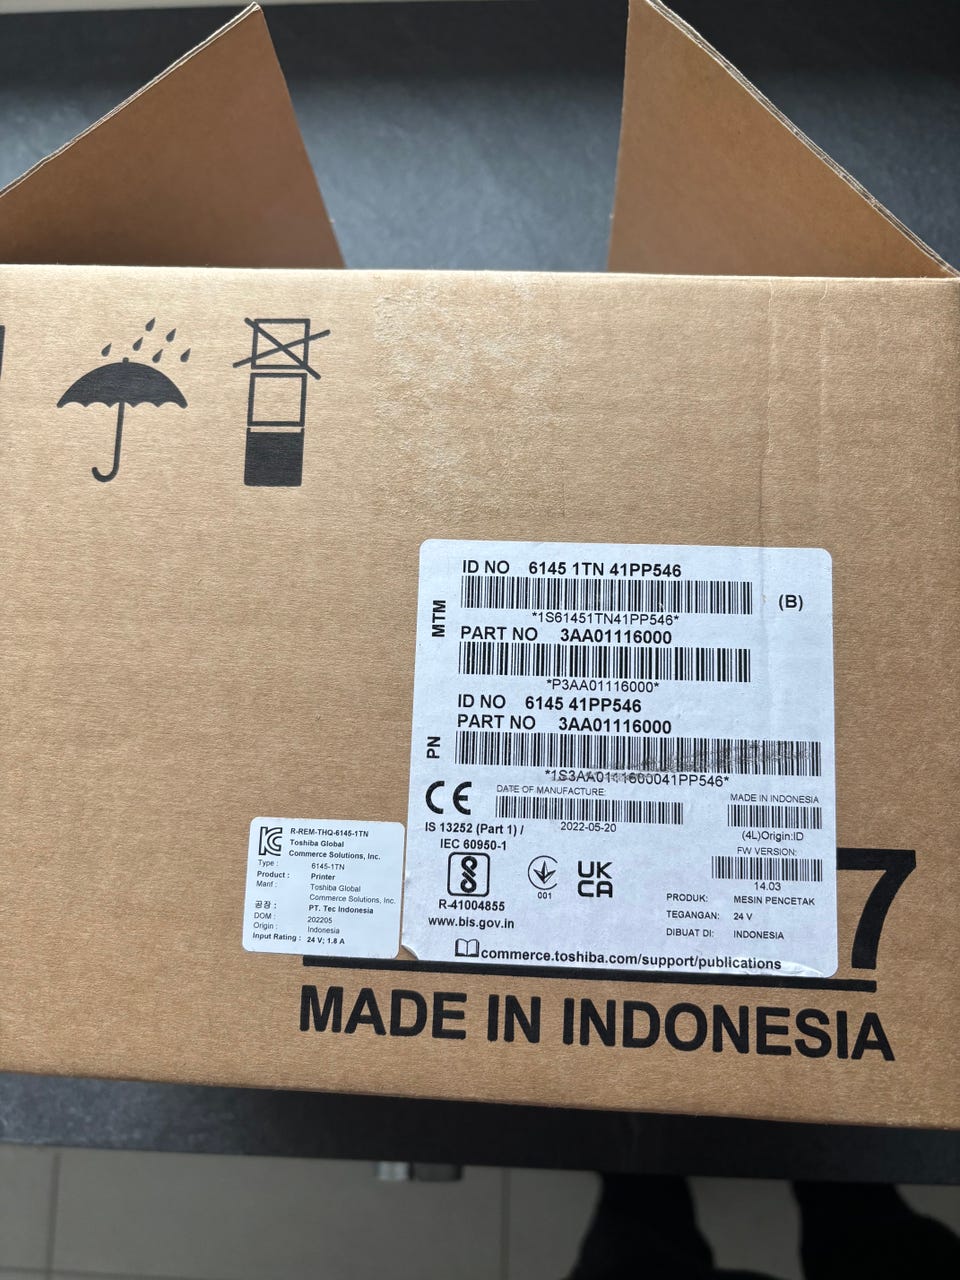 ID NO 6145 1TN 41PP546
(B)
*1S61451TN41PP546*
MTM
PART NO 3AA01116000
*P3AA01116000*
ID NO 6145 41PP546
PART NO 3AA01116000
PN
*1S3AA0111600041PP546*
CE
DATE OF MANUFACTURE:
2022-05-20
MADE IN INDONESIA
(4L)Origin:ID
IS 13252 (Part 1) /
IEC 60950-1
FW VERSION:
14.03
001
UK
CA
R-41004855
www.bis.gov.in
PRODUK: MESIN PENCETAK
TEGANGAN: 24 V
DIBUAT DI: INDONESIA
commerce.toshiba.com/support/publications
R-REM-THQ-6145-1TN
Toshiba Global
Commerce Solutions, Inc.
Type : 6145-1TN
Product : Printer
Manf : Toshiba Global
Commerce Solutions, Inc.
공장 : PT. Tec Indonesia
DOM : 202205
Origin : Indonesia
Input Rating : 24 V; 1.8 A
7
MADE IN INDONESIA